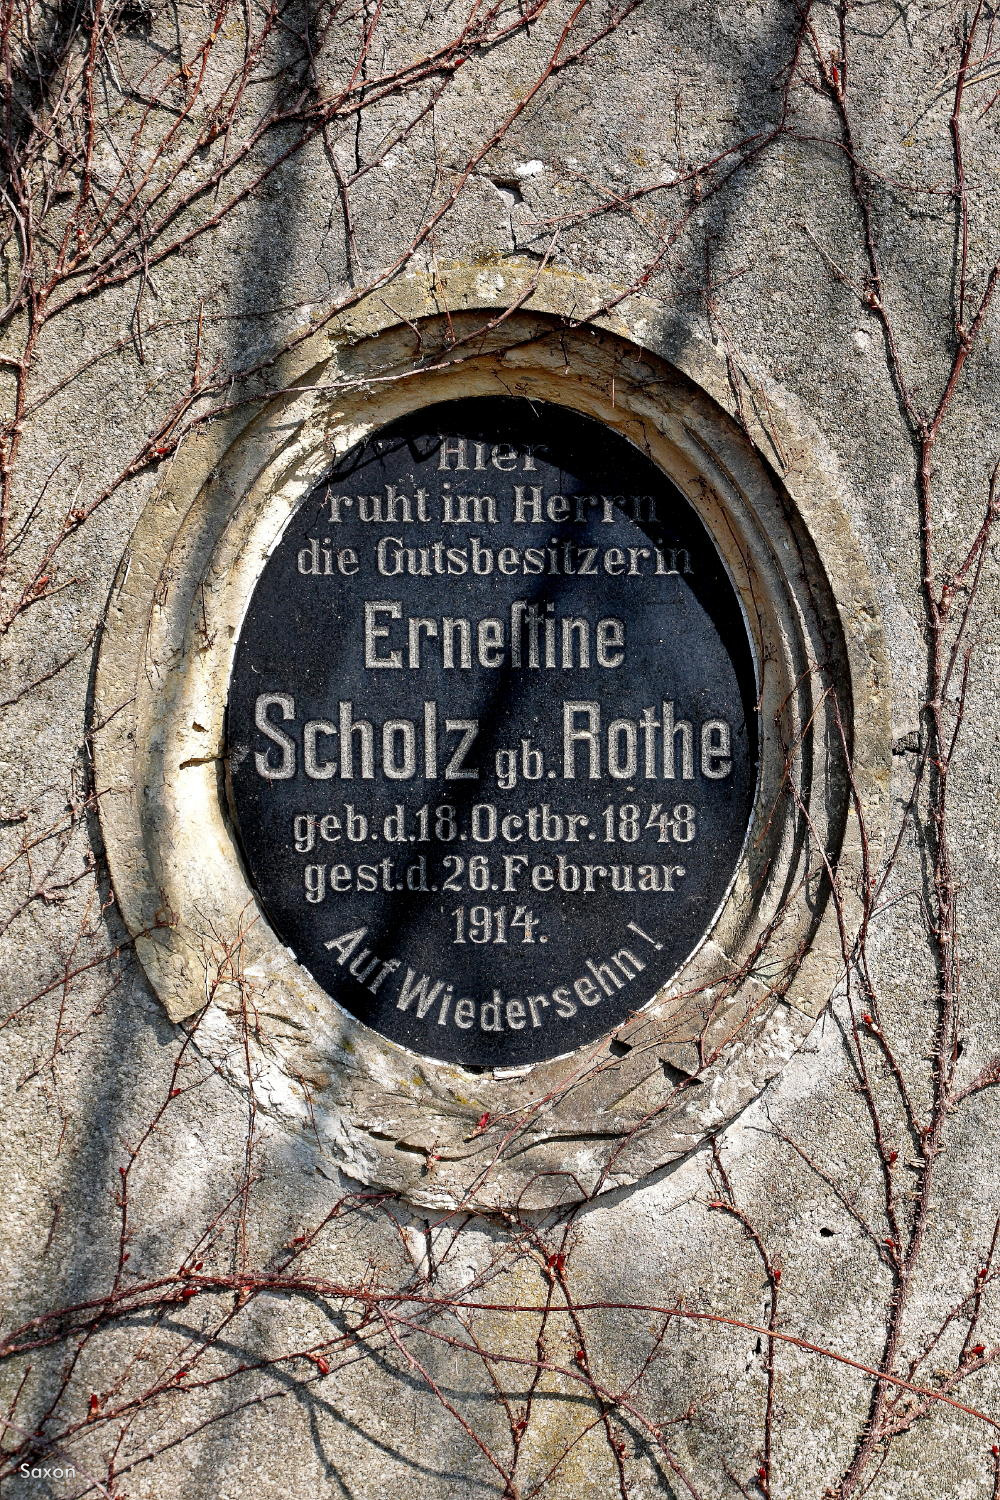 Hier
ruht im Herrn
die Gutsbesitzerin
Erneſtine
Scholz gb. Rothe
geb. d. 18. Octbr. 1848
gest. d. 26. Februar
1914.
Auf Wiedersehn!
Saxon